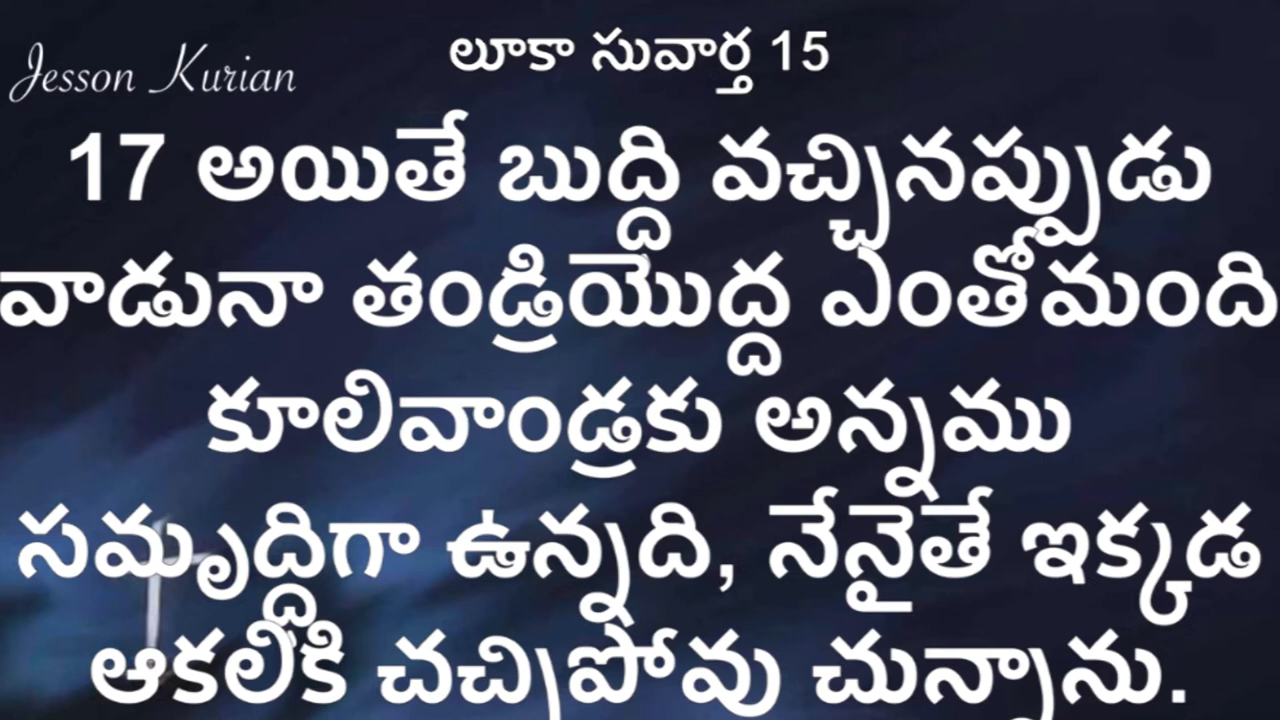 Jesson Kurian
లూకా సువార్త 15
17 అయితే బుద్ధి వచ్చినప్పుడు
వాడునా తండ్రియొద్ద ఎంతోమంది
కూలివాండ్రకు అన్నము
సమృద్ధిగా ఉన్నది, నేనైతే ఇక్కడ
ఆకలికి చచ్చిపోవు చున్నాను.